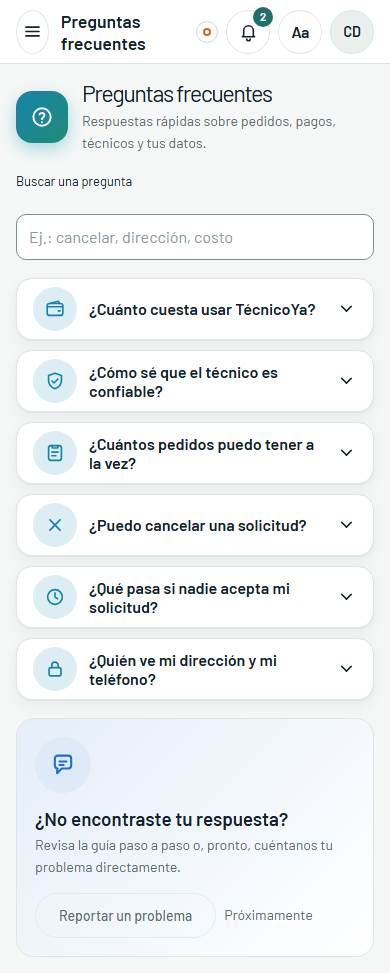 Preguntas
frecuentes
2
Aa
CD
Preguntas frecuentes
Respuestas rápidas sobre pedidos, pagos,
técnicos y tus datos.
Buscar una pregunta
Ej.: cancelar, dirección, costo
¿Cuánto cuesta usar TécnicoYa?
¿Cómo sé que el técnico es
confiable?
¿Cuántos pedidos puedo tener a
la vez?
¿Puedo cancelar una solicitud?
¿Qué pasa si nadie acepta mi
solicitud?
¿Quién ve mi dirección y mi
teléfono?
¿No encontraste tu respuesta?
Revisa la guía paso a paso o, pronto, cuéntanos tu
problema directamente.
Reportar un problema
Próximamente